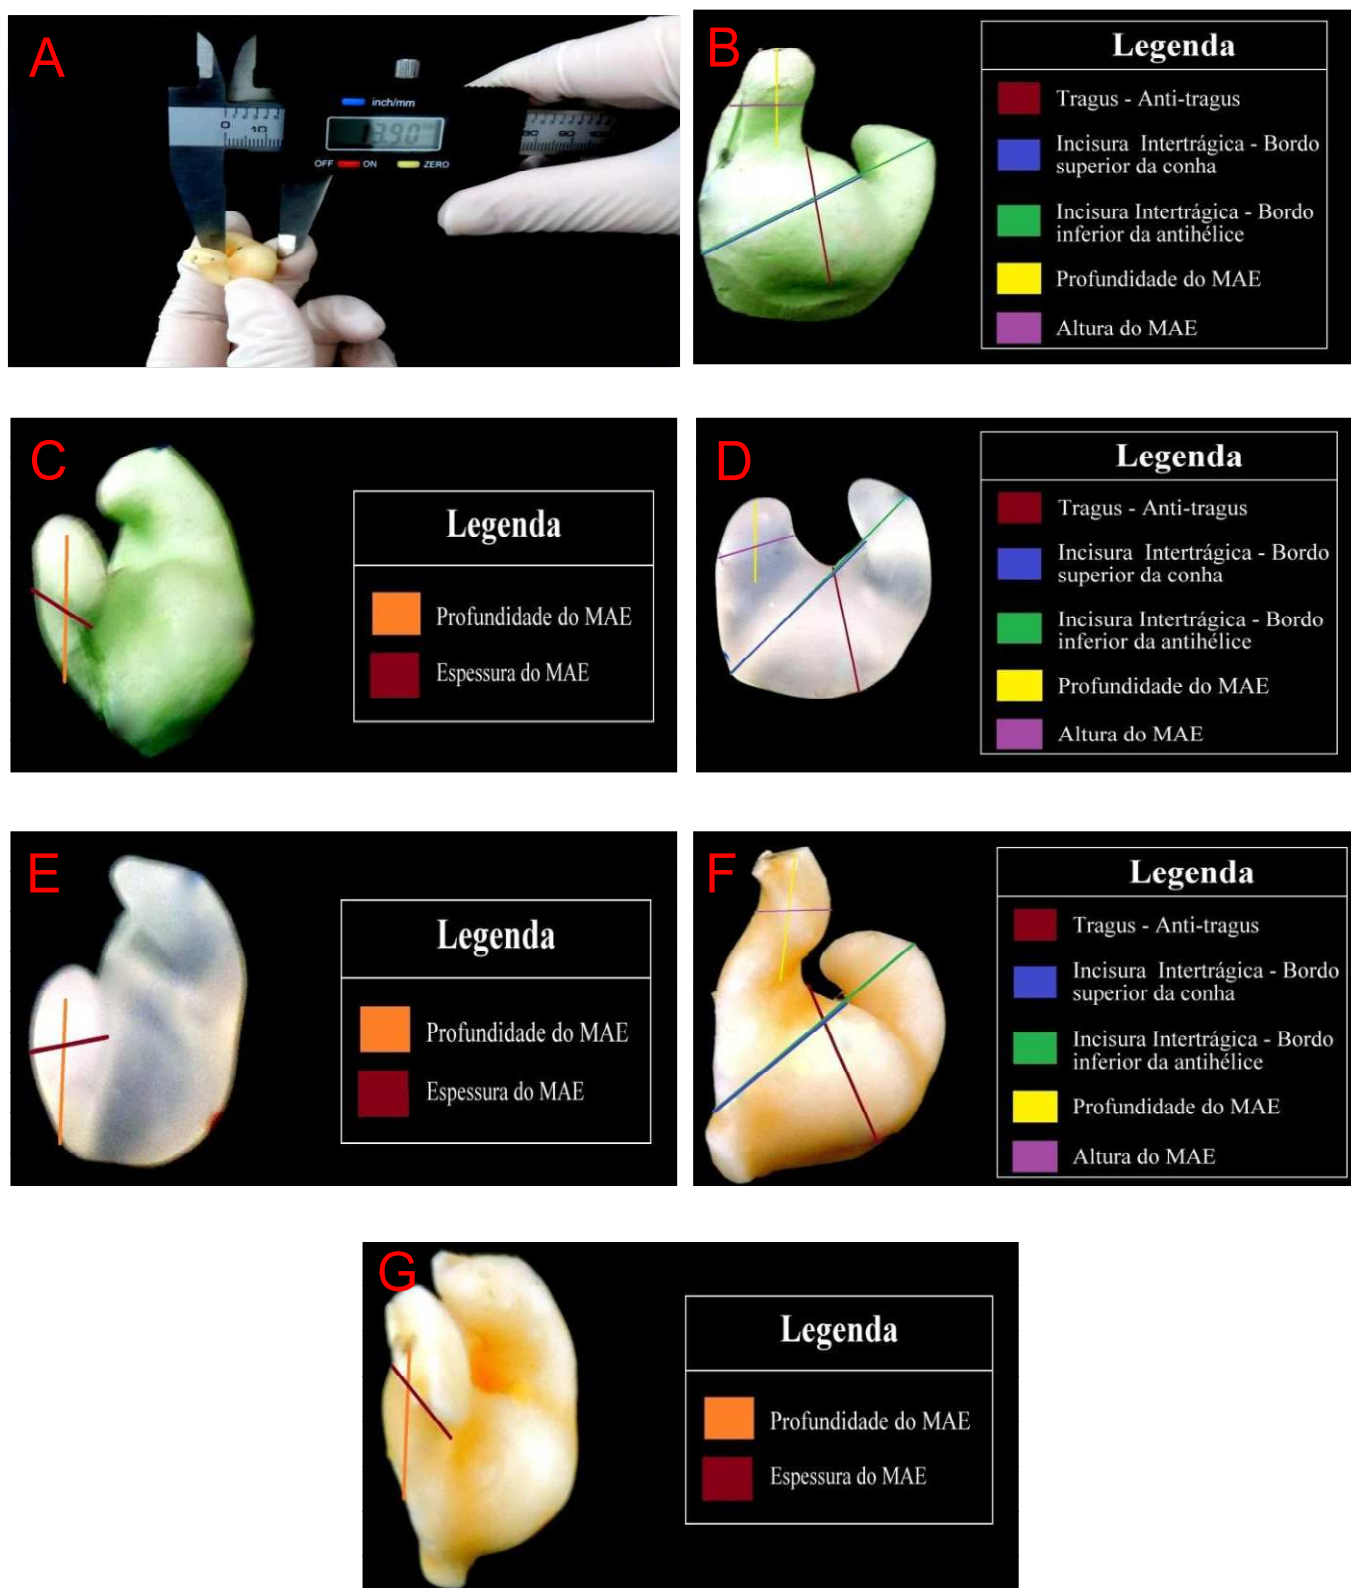 A
inch/mm
0 10
13.90
OFF ON ZERO
B
Legenda
Tragus - Anti-tragus
Incisura Intertrágica - Bordo
superior da conha
Incisura Intertrágica - Bordo
inferior da antihélice
Profundidade do MAE
Altura do MAE
C
Legenda
Profundidade do MAE
Espessura do MAE
D
Legenda
Tragus - Anti-tragus
Incisura Intertrágica - Bordo
superior da conha
Incisura Intertrágica - Bordo
inferior da antihélice
Profundidade do MAE
Altura do MAE
E
Legenda
Profundidade do MAE
Espessura do MAE
F
Legenda
Tragus - Anti-tragus
Incisura Intertrágica - Bordo
superior da conha
Incisura Intertrágica - Bordo
inferior da antihélice
Profundidade do MAE
Altura do MAE
G
Legenda
Profundidade do MAE
Espessura do MAE